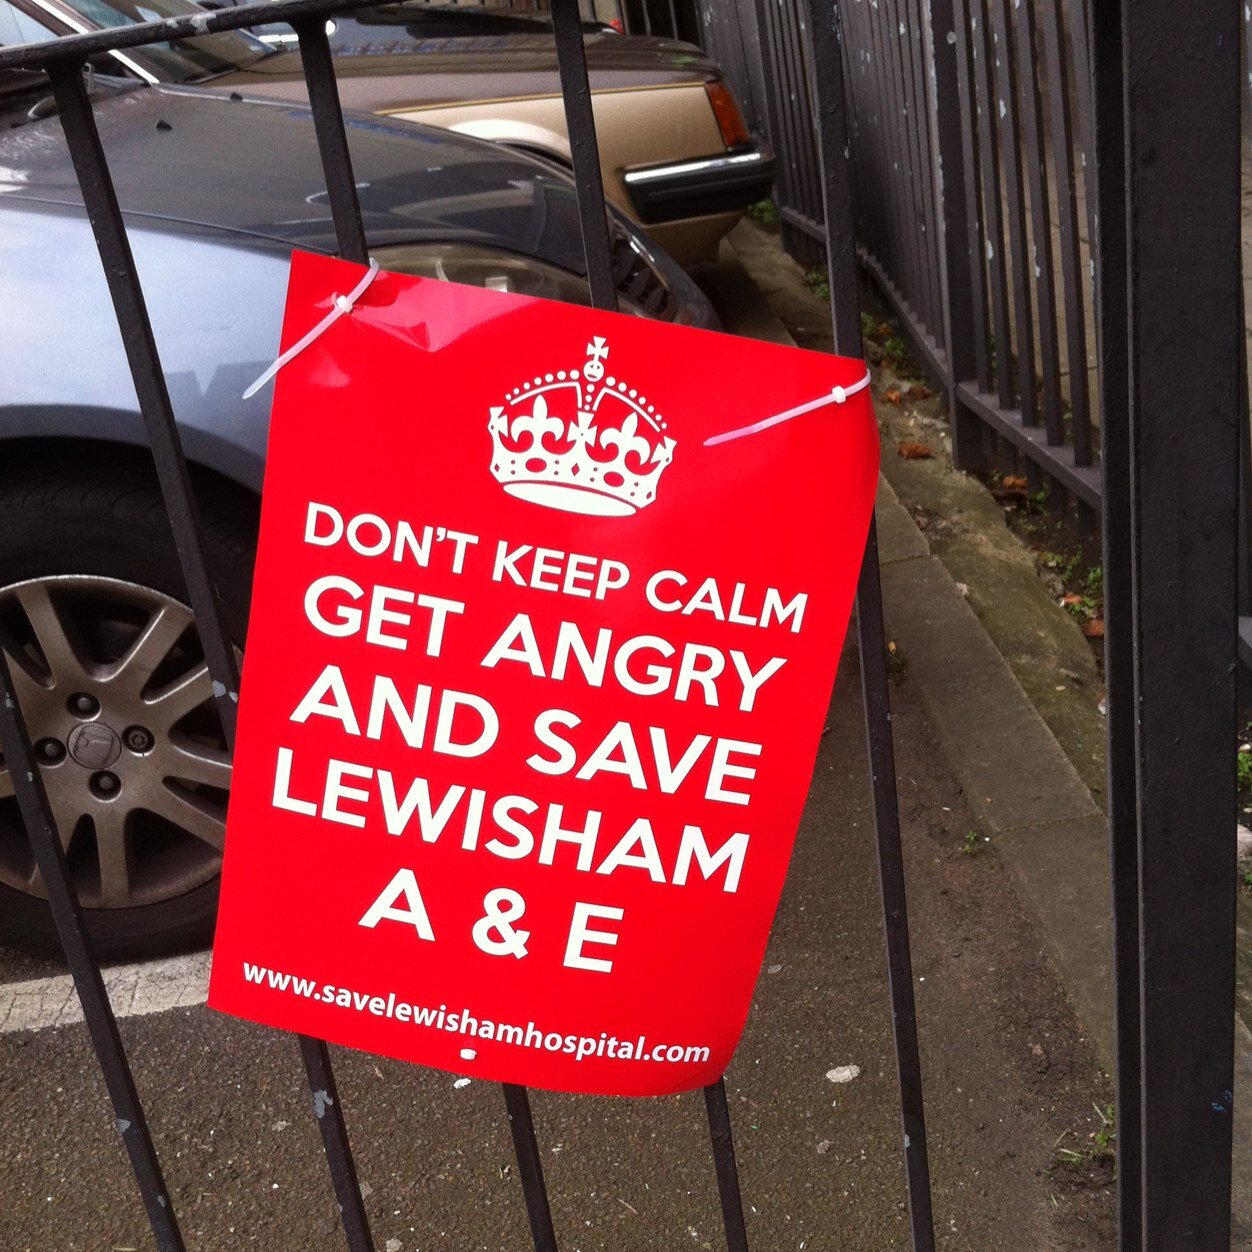 DON'T KEEP CALM
GET ANGRY
AND SAVE
LEWISHAM
A & E
www.savelewishamhospital.com